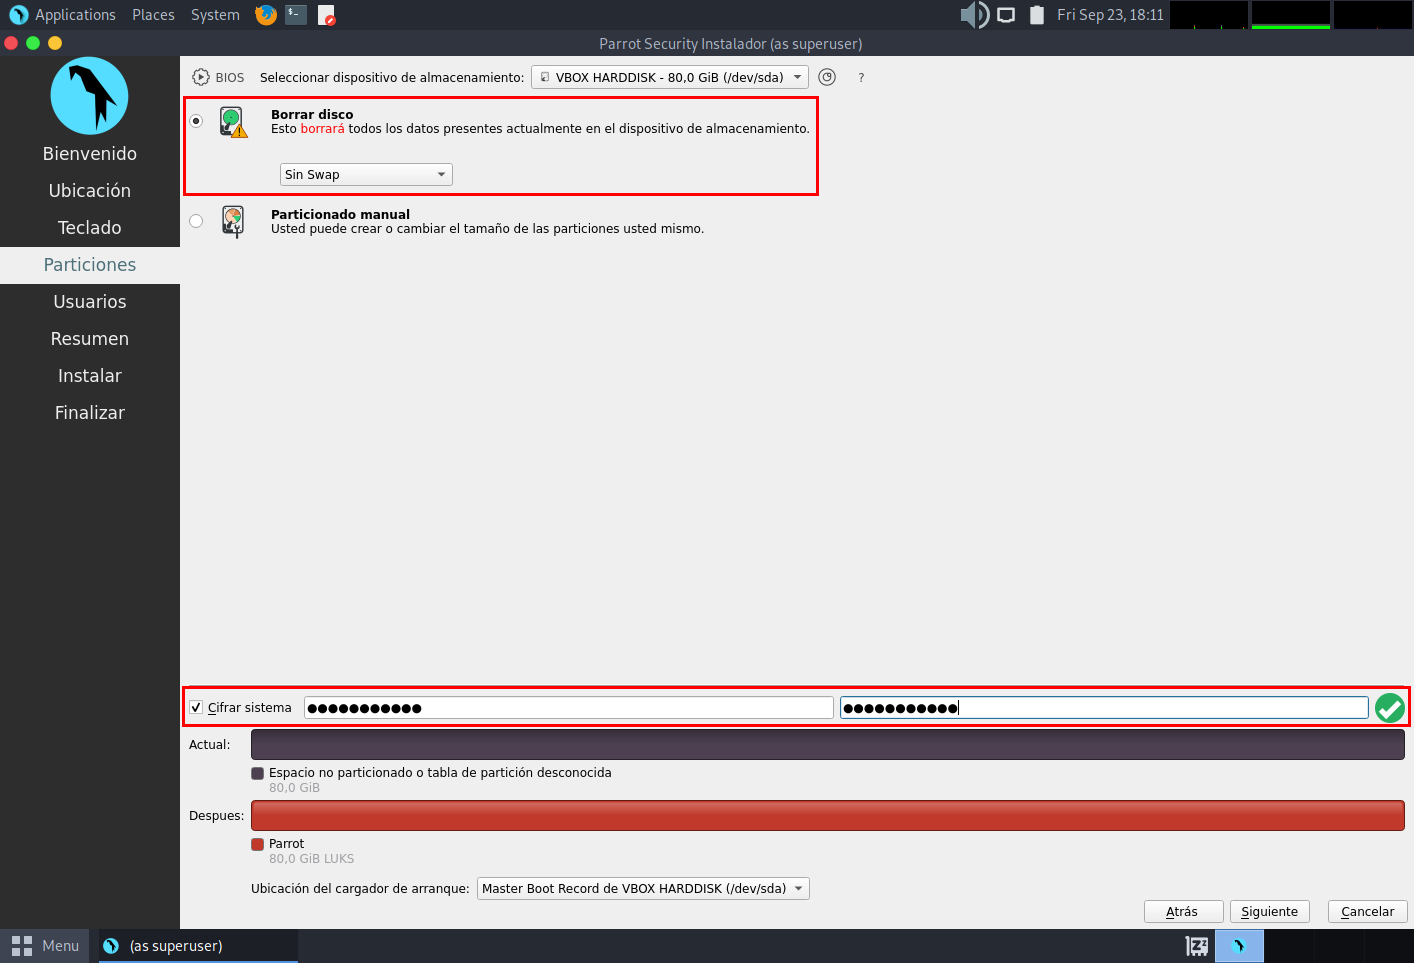 Applications Places System Fri Sep 23, 18:11
Parrot Security Instalador (as superuser)
BIOS Seleccionar dispositivo de almacenamiento: VBOX HARDDISK - 80,0 GiB (/dev/sda) ?
Borrar disco
Esto borrará todos los datos presentes actualmente en el dispositivo de almacenamiento.
Sin Swap
Particionado manual
Usted puede crear o cambiar el tamaño de las particiones usted mismo.
Bienvenido
Ubicación
Teclado
Particiones
Usuarios
Resumen
Instalar
Finalizar
Cifrar sistema ●●●●●●●●●●● ●●●●●●●●●●●
Actual:
Espacio no particionado o tabla de partición desconocida
80,0 GiB
Despues:
Parrot
80,0 GiB LUKS
Ubicación del cargador de arranque: Master Boot Record de VBOX HARDDISK (/dev/sda)
Atrás Siguiente Cancelar
Menu (as superuser)